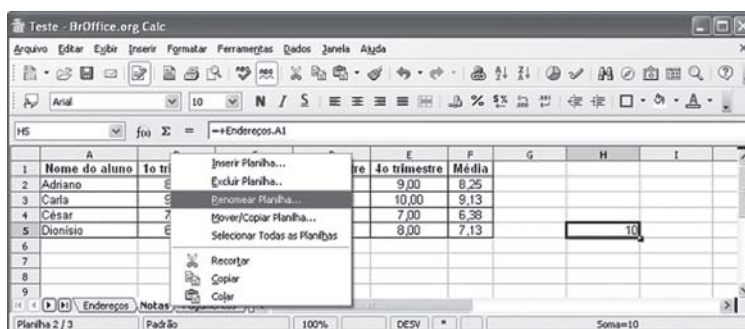 Teste - BrOffice.org Calc
Arquivo Editar Exibir Inserir Formatar Ferramentas Dados Janela Ajuda
Arial 10 N I S
H5 f(x) Σ = =+Endereços.A1
A E F G H I
1 Nome do aluno 1o tri tre 4o trimestre Média
2 Adriano 9,00 8,25
3 Carla 10,00 9,13
4 César 7,00 6,38
5 Dionísio 8,00 7,13 10
6
7
8
9
Inserir Planilha...
Excluir Planilha..
Renomear Planilha...
Mover/Copiar Planilha...
Selecionar Todas as Planilhas
Recortar
Copiar
Colar
Endereços Notas
Planilha 2 / 3 Padrão 100% DESV * Soma=10